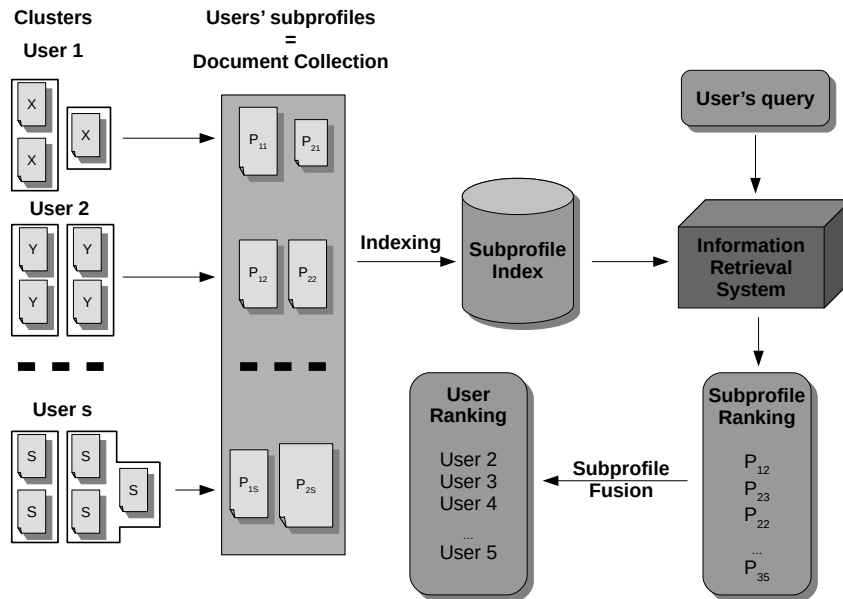 Clusters
Users' subprofiles
=
Document Collection
User 1
X
X
X
P11
P21
User's query
User 2
Y
Y
Y
Y
P12
P22
Indexing
Subprofile
Index
Information
Retrieval
System
User s
S
S
S
S
S
P1S
P2S
User
Ranking
User 2
User 3
User 4
...
User 5
Subprofile
Fusion
Subprofile
Ranking
P12
P23
P22
...
P35